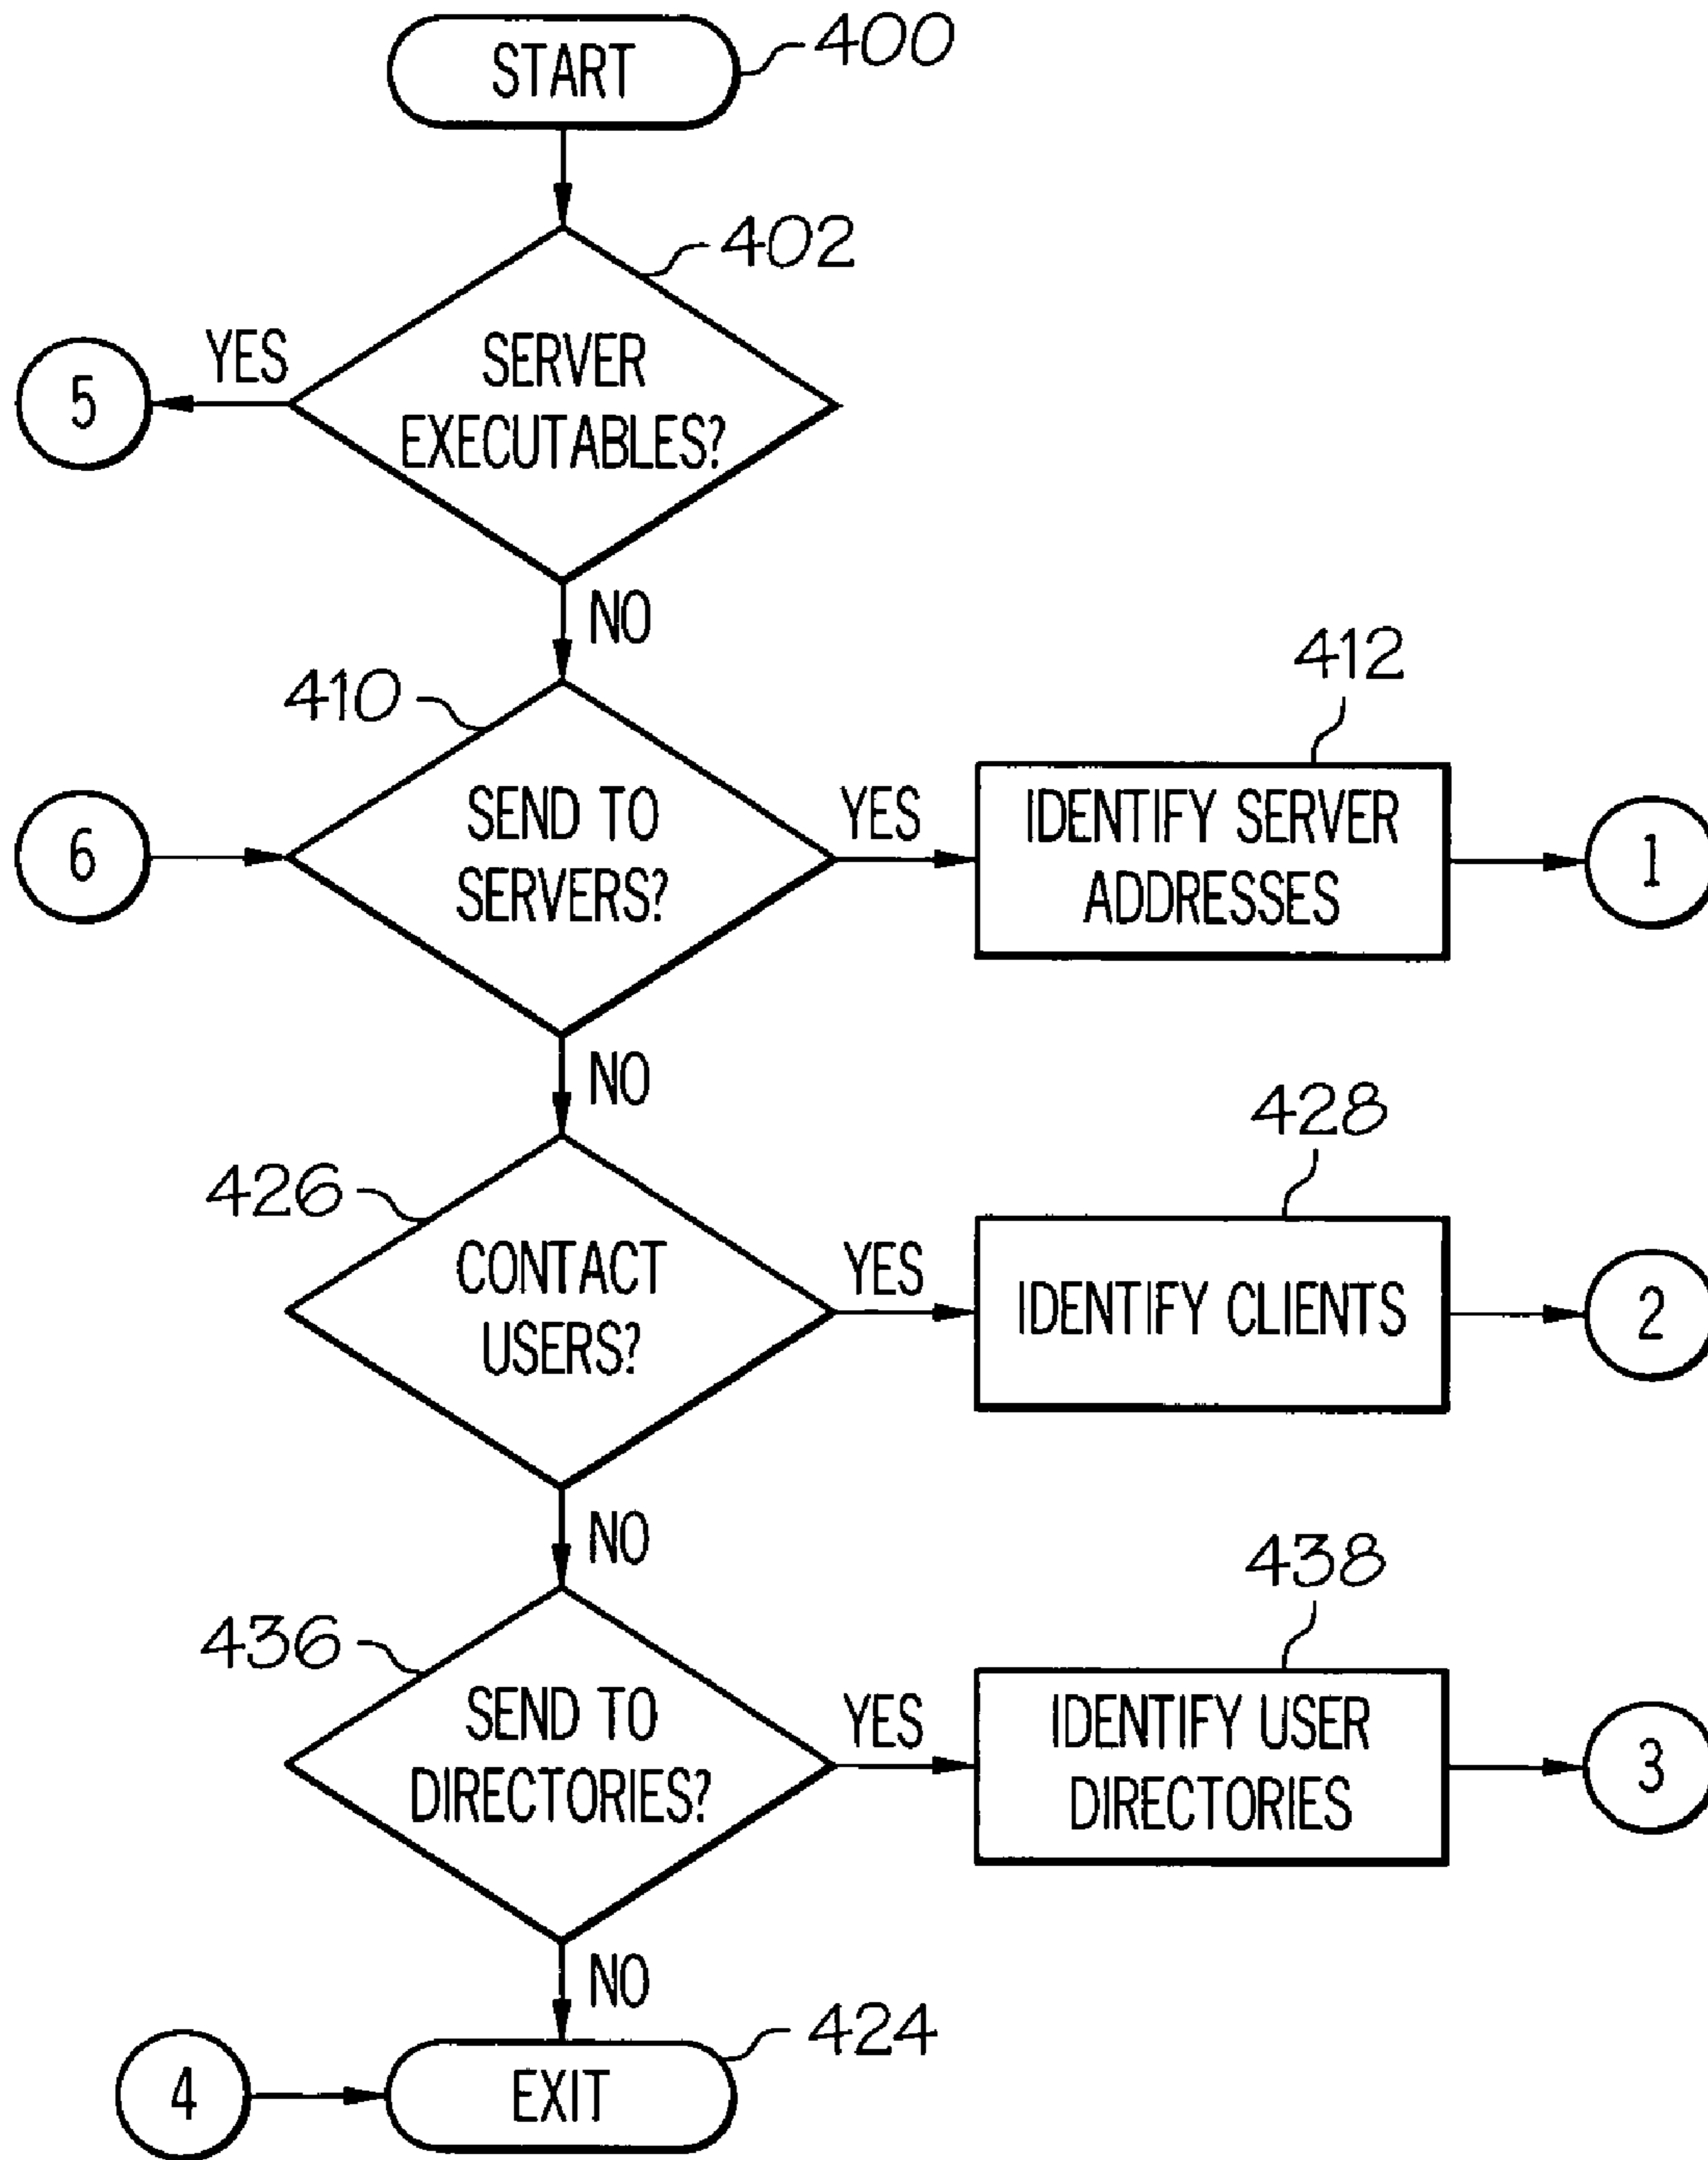 START
400
402
SERVER
EXECUTABLES?
YES
5
NO
410
SEND TO
SERVERS?
6
YES
412
IDENTIFY SERVER
ADDRESSES
1
NO
426
CONTACT
USERS?
YES
428
IDENTIFY CLIENTS
2
NO
436
SEND TO
DIRECTORIES?
YES
438
IDENTIFY USER
DIRECTORIES
3
NO
424
4
EXIT